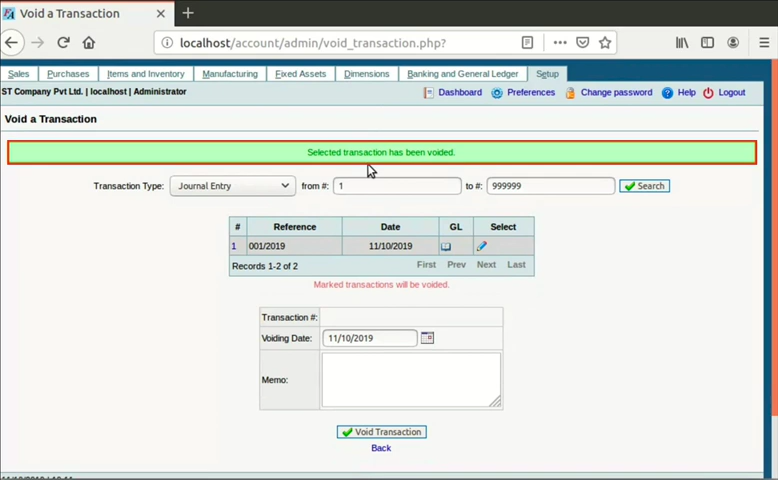 Void a Transaction
localhost/account/admin/void_transaction.php?
Sales Purchases Items and Inventory Manufacturing Fixed Assets Dimensions Banking and General Ledger Setup
ST Company Pvt Ltd. | localhost | Administrator Dashboard Preferences Change password Help Logout
Void a Transaction
Selected transaction has been voided.
Transaction Type: Journal Entry from #: 1 to #: 999999 Search
# Reference Date GL Select
1 001/2019 11/10/2019
Records 1-2 of 2 First Prev Next Last
Marked transactions will be voided.
Transaction #:
Voiding Date: 11/10/2019
Memo:
Void Transaction
Back